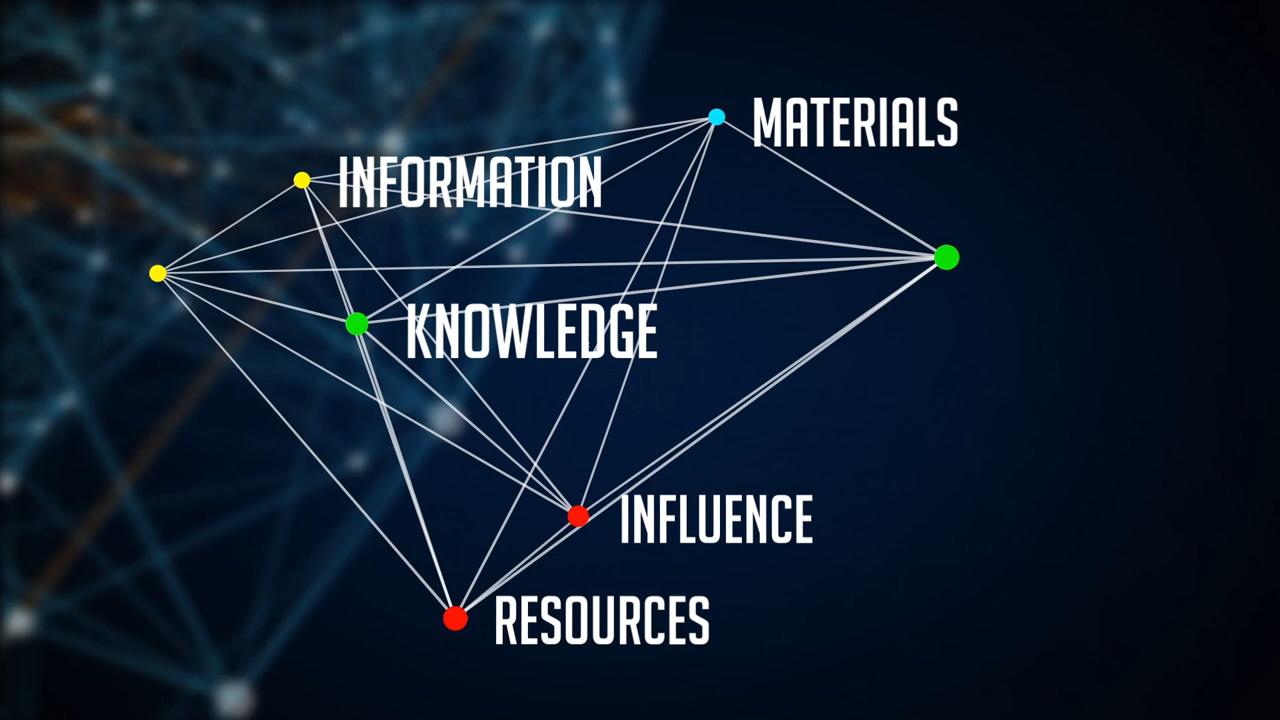 MATERIALS
INFORMATION
KNOWLEDGE
INFLUENCE
RESOURCES